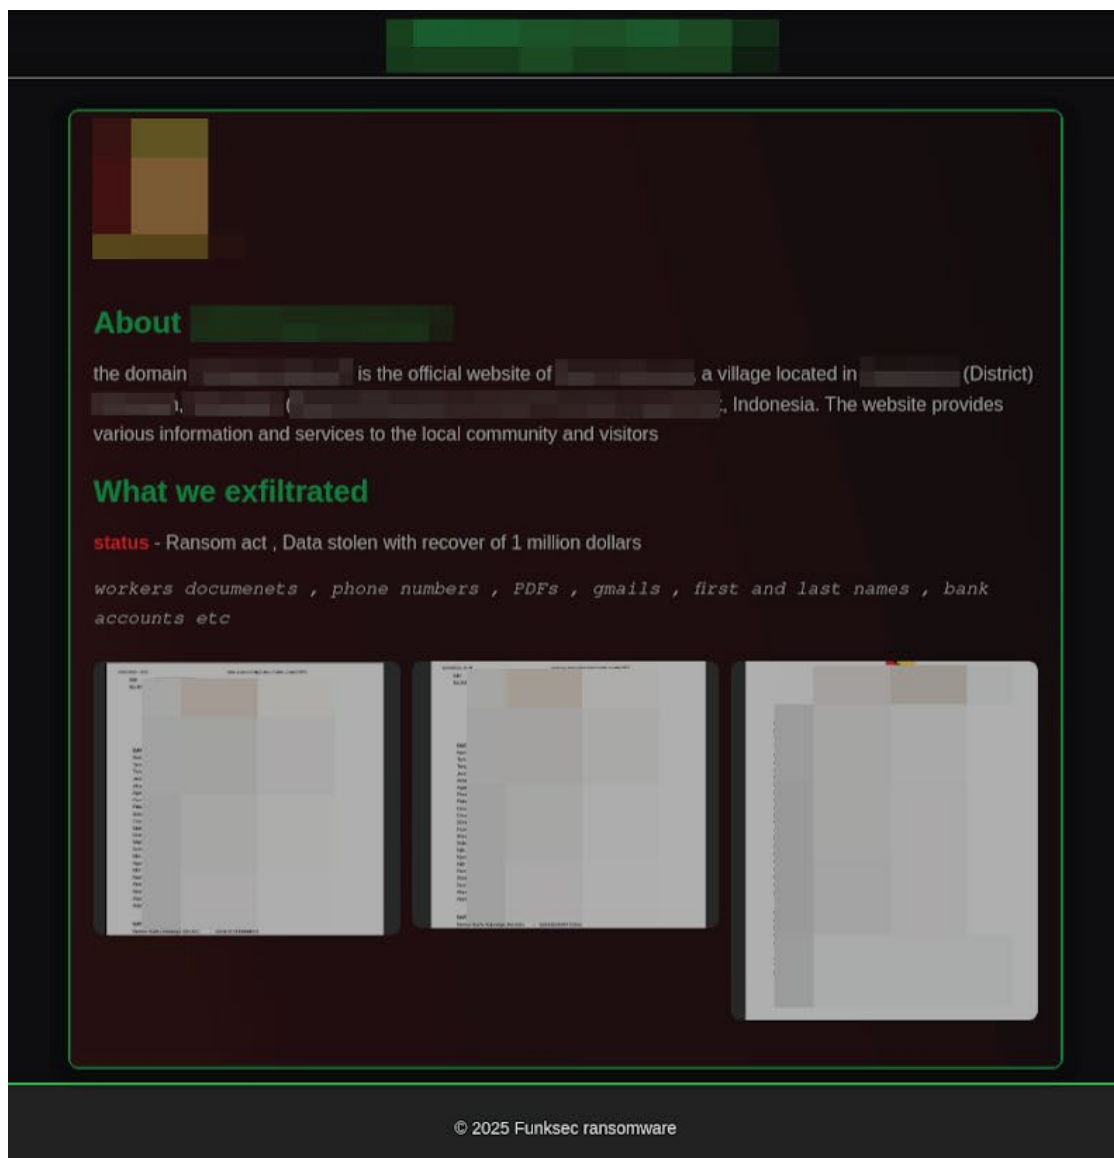 About
the domain is the official website of , a village located in (District)
, ( , Indonesia. The website provides
various information and services to the local community and visitors
What we exfiltrated
status - Ransom act , Data stolen with recover of 1 million dollars
workers documenets , phone numbers , PDFs , gmails , first and last names , bank
accounts etc
© 2025 Funksec ransomware